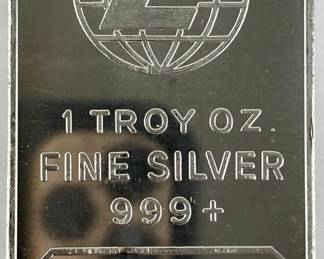 1 TROY OZ.
FINE SILVER
999+